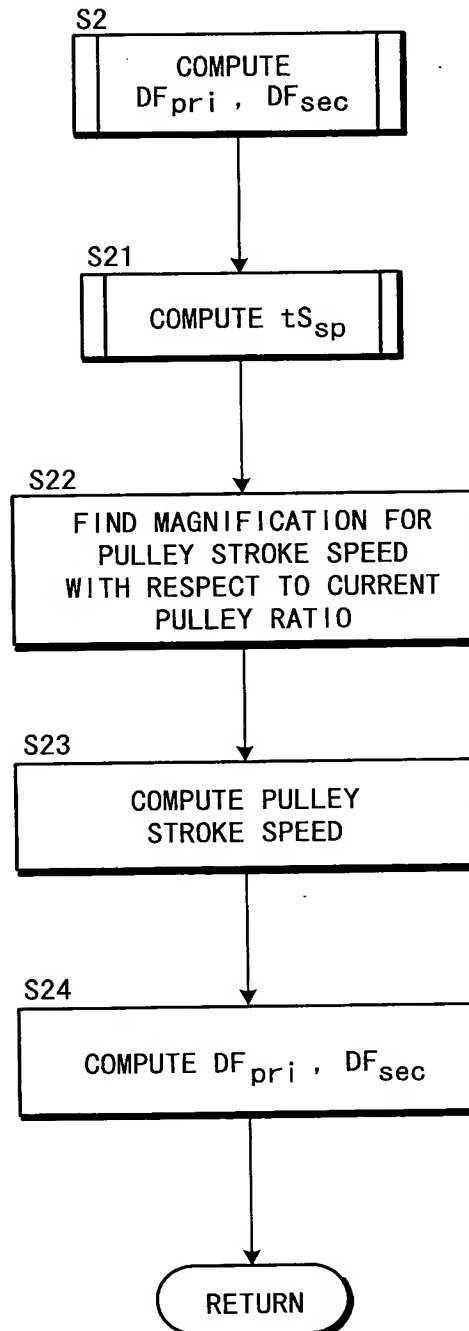 S2
COMPUTE
DFpri , DFsec
S21
COMPUTE tSsp
S22
FIND MAGNIFICATION FOR
PULLEY STROKE SPEED
WITH RESPECT TO CURRENT
PULLEY RATIO
S23
COMPUTE PULLEY
STROKE SPEED
S24
COMPUTE DFpri , DFsec
RETURN